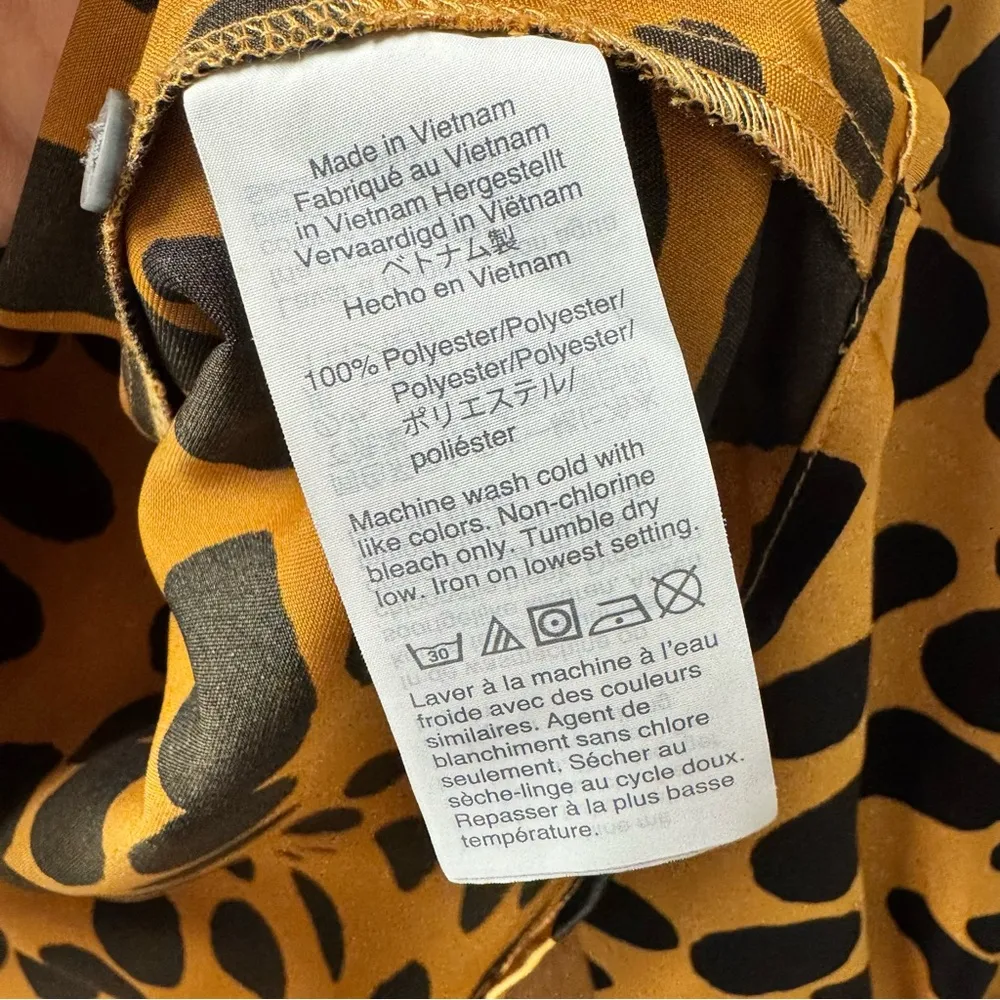 Made in Vietnam
Fabriqué au Vietnam
in Vietnam Hergestellt
Vervaardigd in Viëtnam
ベトナム製
Hecho en Vietnam
100% Polyester/Polyester/
Polyester/Polyester/
ポリエステル/
poliéster
Machine wash cold with
like colors. Non-chlorine
bleach only. Tumble dry
low. Iron on lowest setting.
30
Laver à la machine à l'eau
froide avec des couleurs
similaires. Agent de
blanchiment sans chlore
seulement. Sécher au
sèche-linge au cycle doux.
Repasser à la plus basse
température.